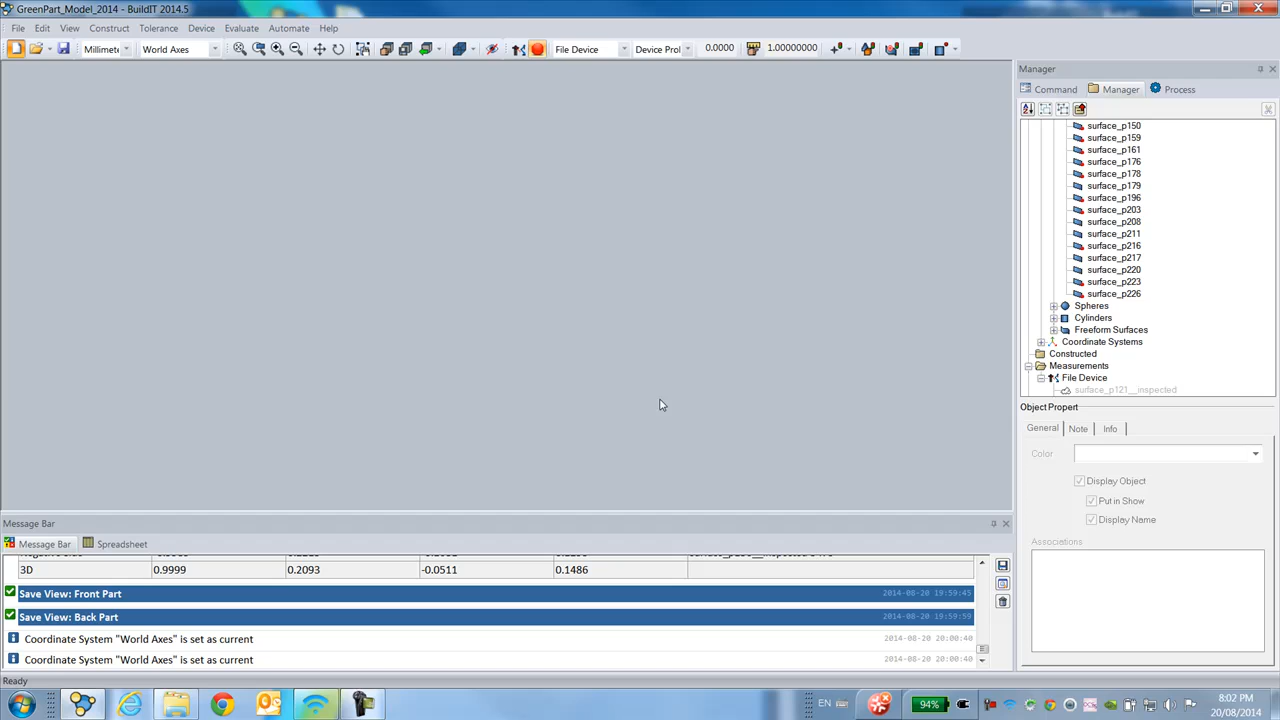 GreenPart_Model_2014 - BuildIT 2014.5
File Edit View Construct Tolerance Device Evaluate Automate Help
Millimete World Axes File Device Device Prol 0.0000 1.00000000
Manager
Command Manager Process
surface_p150
surface_p159
surface_p161
surface_p176
surface_p178
surface_p179
surface_p196
surface_p203
surface_p208
surface_p211
surface_p216
surface_p217
surface_p220
surface_p223
surface_p226
Spheres
Cylinders
Freeform Surfaces
Coordinate Systems
Constructed
Measurements
File Device
surface_p121__inspected
Object Propert
General Note Info
Color
Display Object
Put in Show
Display Name
Associations
Message Bar
Message Bar Spreadsheet
3D 0.9999 0.2093 -0.0511 0.1486
Save View: Front Part 2014-08-20 19:59:45
Save View: Back Part 2014-08-20 19:59:59
Coordinate System "World Axes" is set as current 2014-08-20 20:00:40
Coordinate System "World Axes" is set as current 2014-08-20 20:00:40
Ready
EN 94% 8:02 PM
20/08/2014